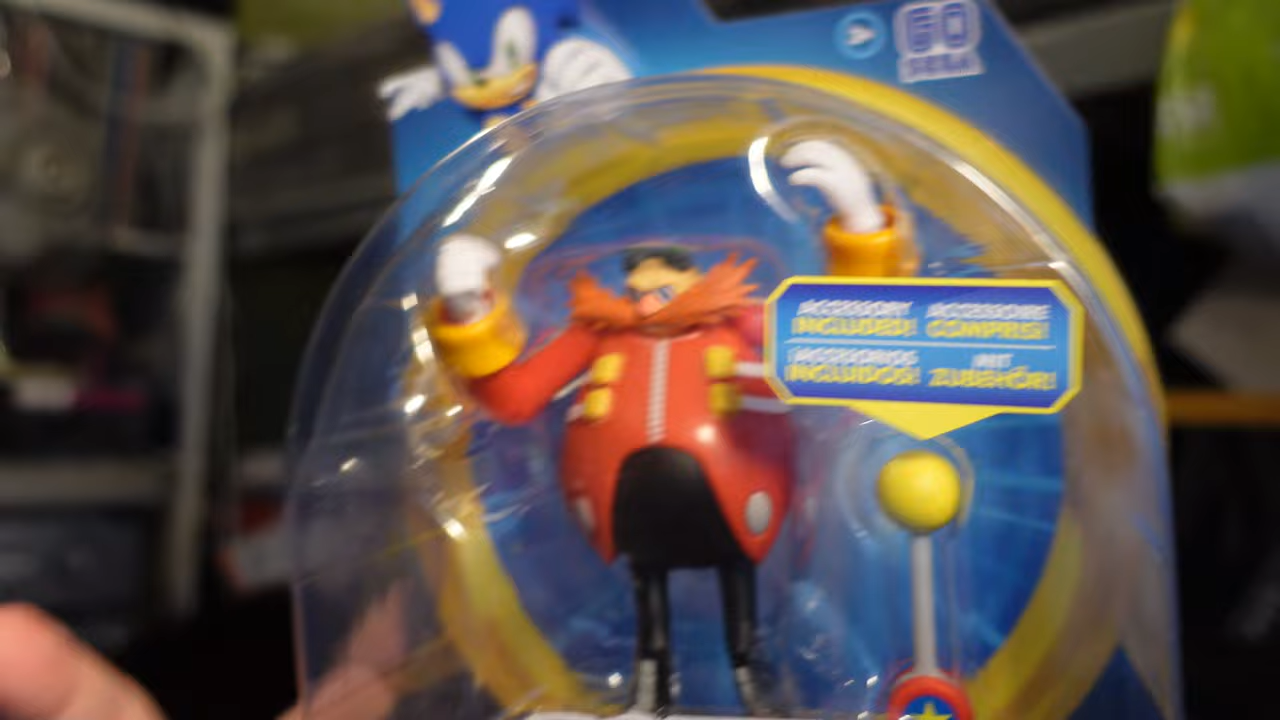 60
SEGA
ACCESSORY
INCLUDED!
ACCESSOIRE
COMPRIS!
ACCESORIOS
INCLUIDOS!
MIT
ZUBEHÖR!